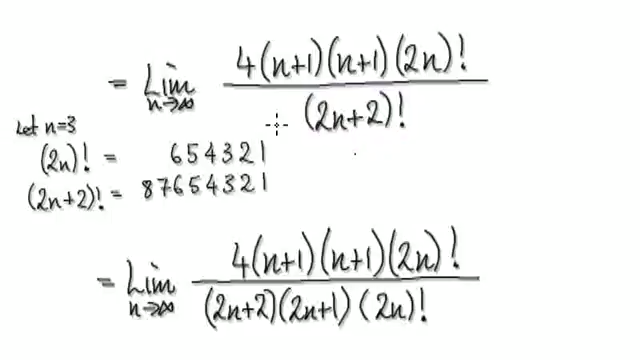 = Lim n→∞ 4(n+1)(n+1)(2n)! / (2n+2)!
Let n=3
(2n)! = 654321
(2n+2)! = 87654321
= Lim n→∞ 4(n+1)(n+1)(2n)! / (2n+2)(2n+1)(2n)!